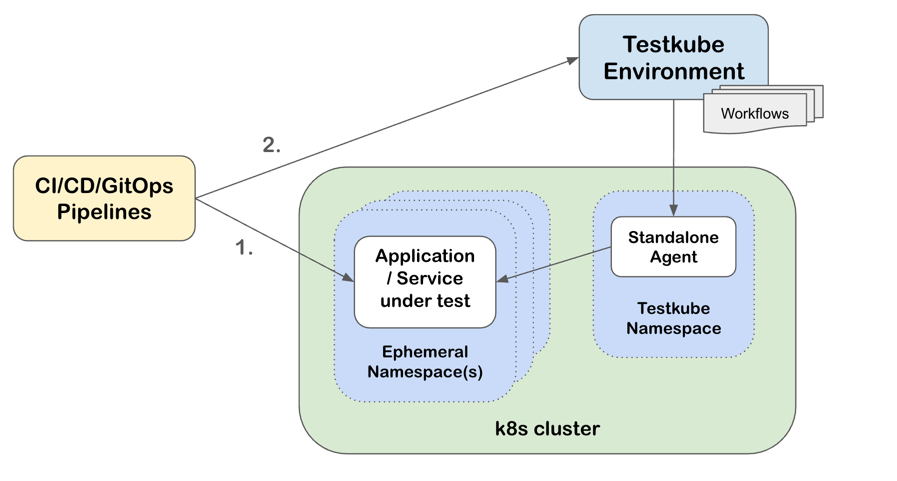 Testkube
Environment
Workflows
2.
CI/CD/GitOps
Pipelines
1.
Application
/ Service
under test
Ephemeral
Namespace(s)
Standalone
Agent
Testkube
Namespace
k8s cluster